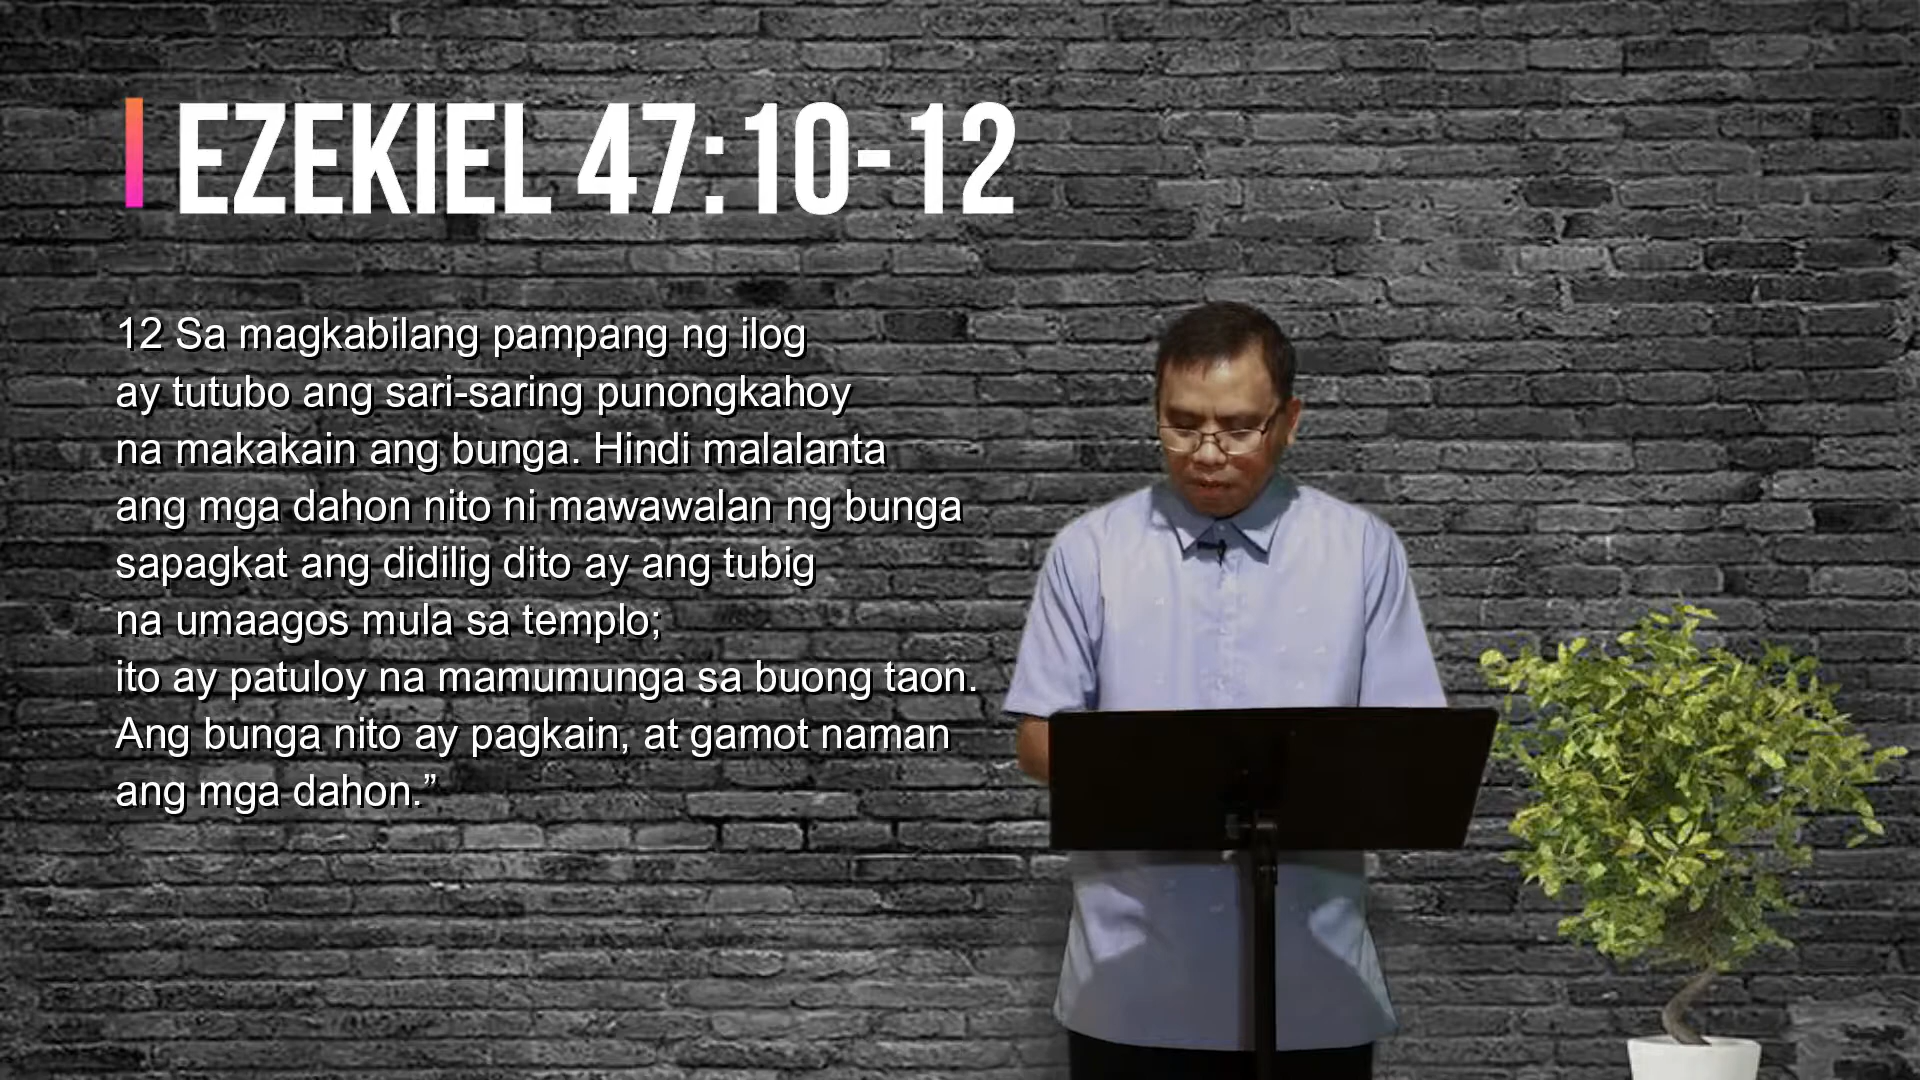 EZEKIEL 47:10-12
12 Sa magkabilang pampang ng ilog
ay tutubo ang sari-saring punongkahoy
na makakain ang bunga. Hindi malalanta
ang mga dahon nito ni mawawalan ng bunga
sapagkat ang didilig dito ay ang tubig
na umaagos mula sa templo;
ito ay patuloy na mamumunga sa buong taon.
Ang bunga nito ay pagkain, at gamot naman
ang mga dahon.”